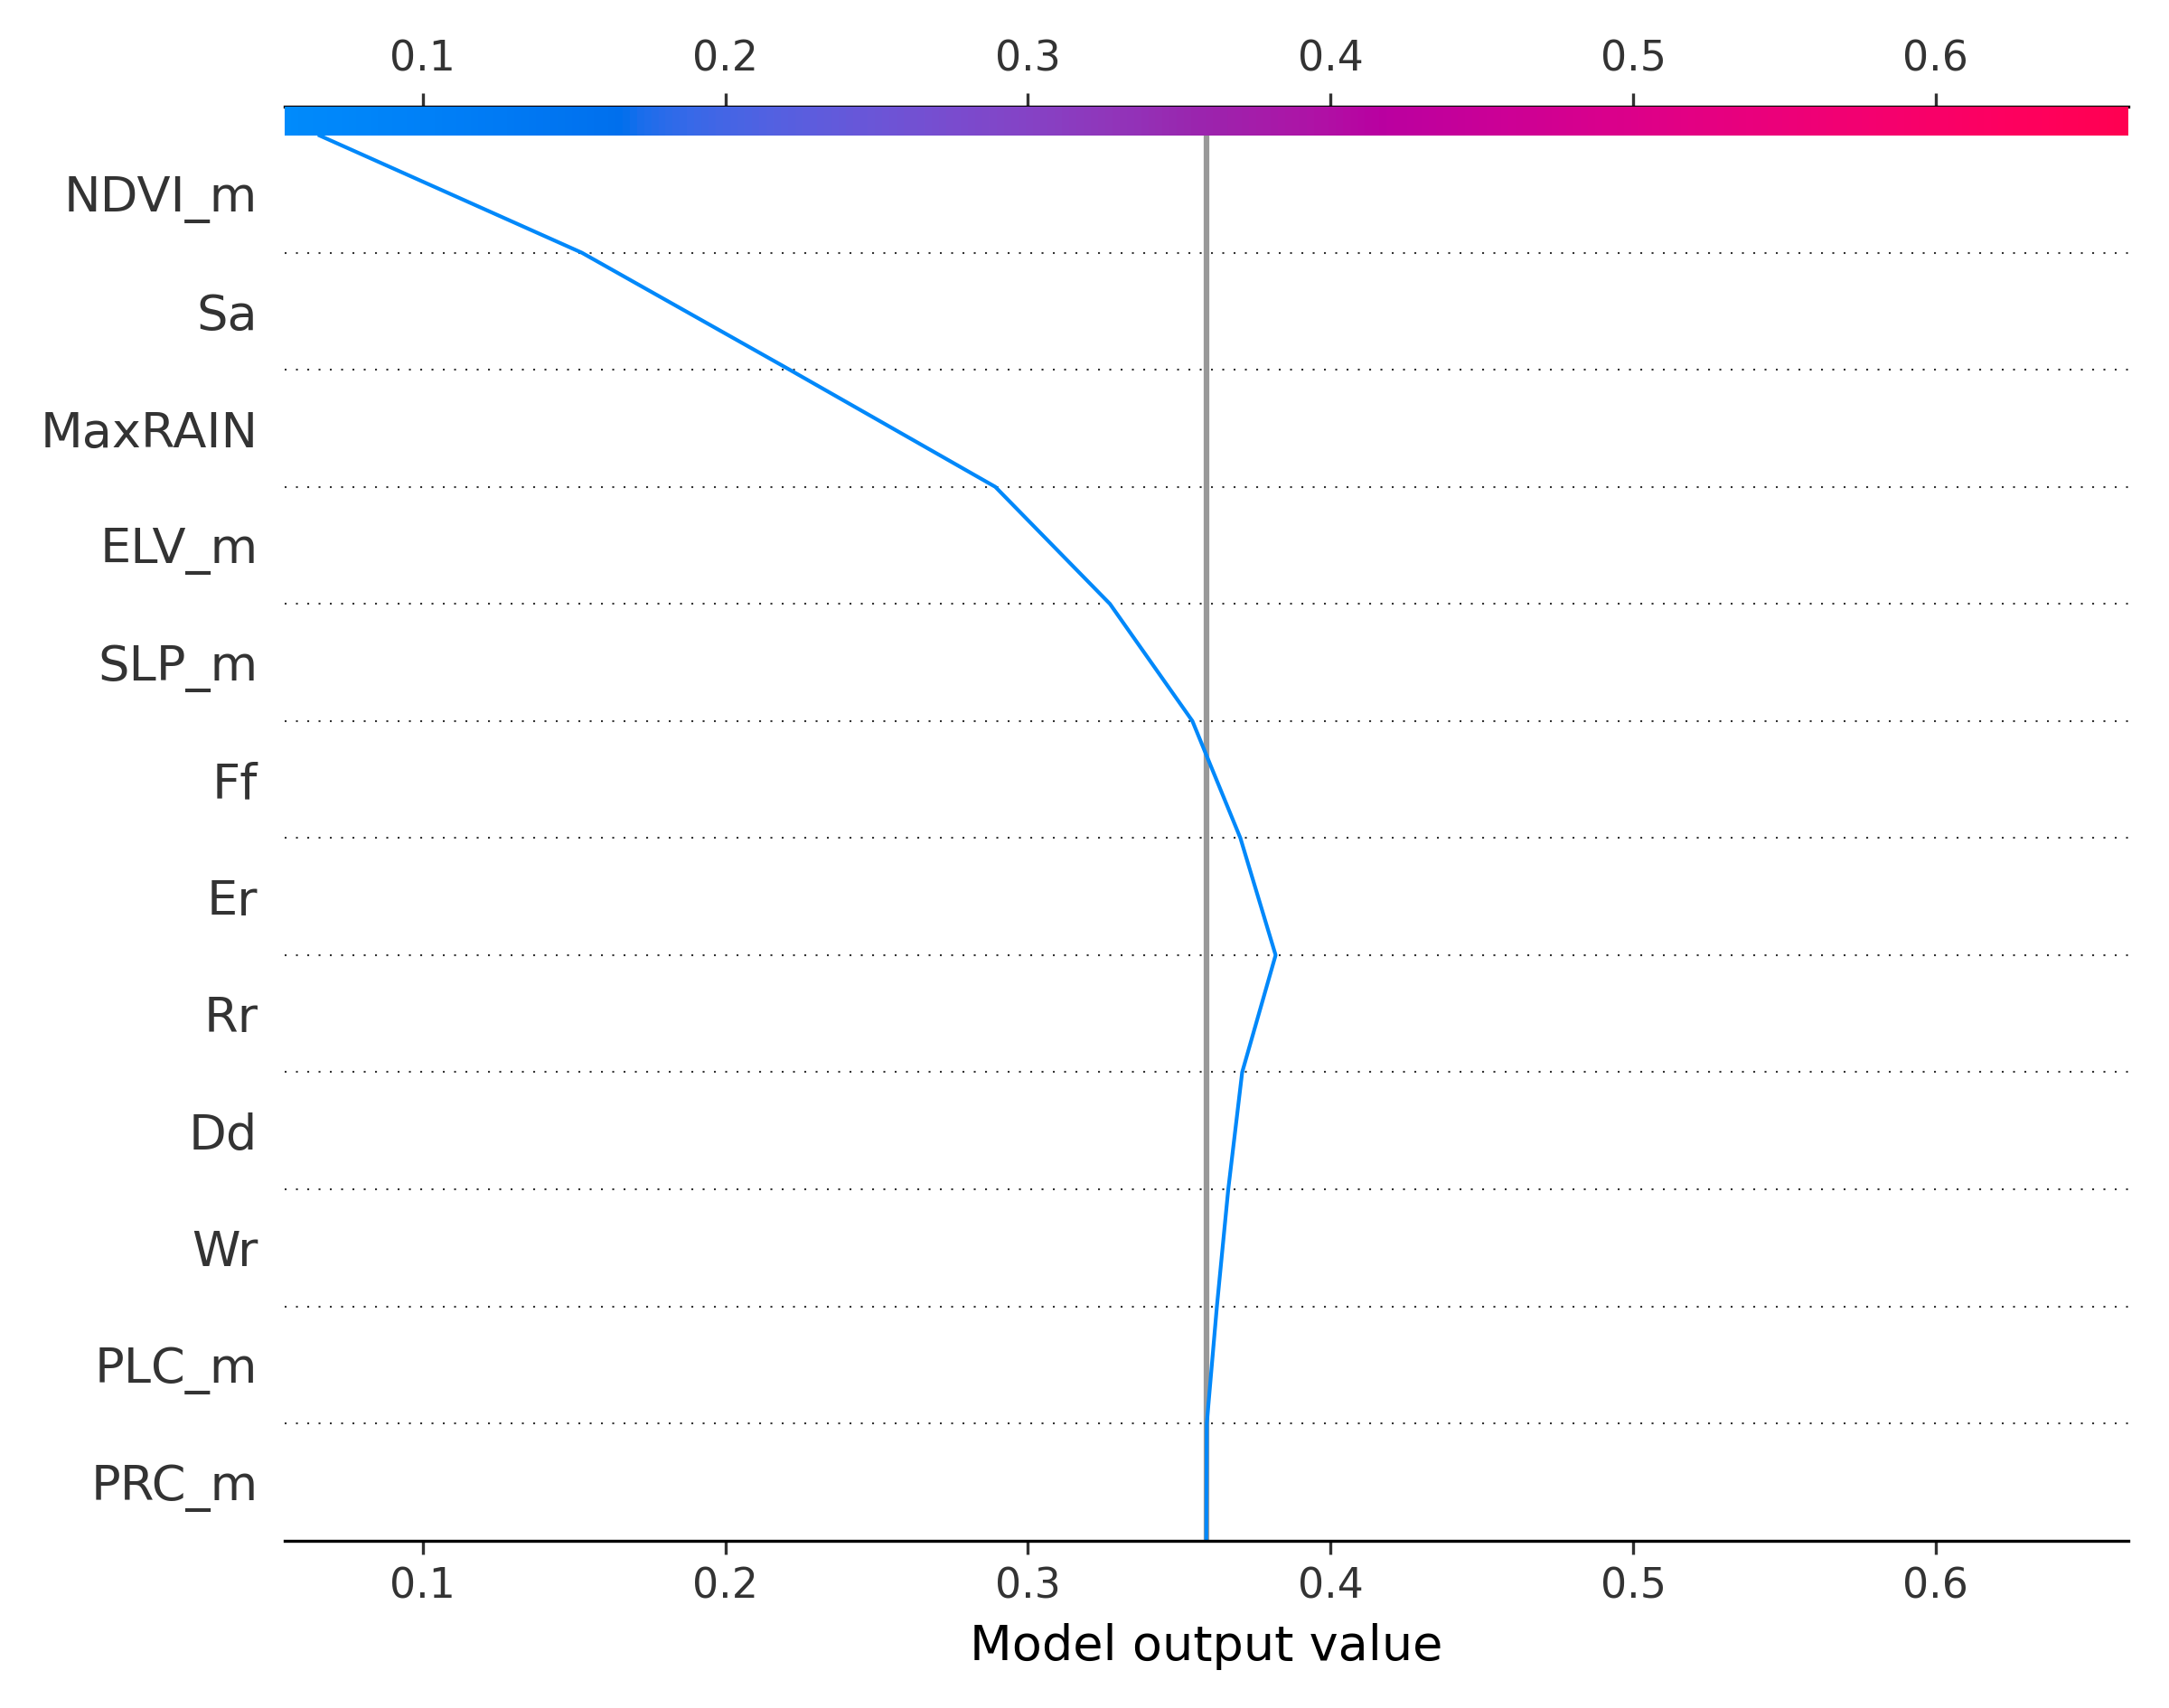 0.1 0.2 0.3 0.4 0.5 0.6
NDVI_m
Sa
MaxRAIN
ELV_m
SLP_m
Ff
Er
Rr
Dd
Wr
PLC_m
PRC_m
0.1 0.2 0.3 0.4 0.5 0.6
Model output value